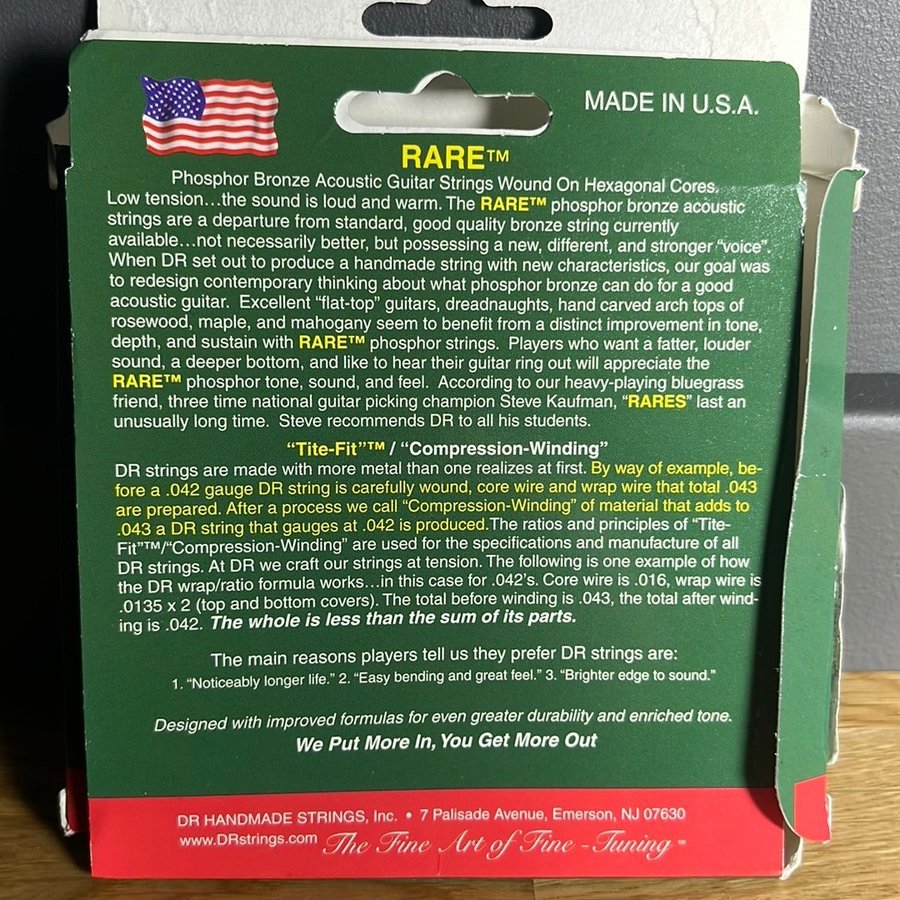 MADE IN U.S.A.
RARE™
Phosphor Bronze Acoustic Guitar Strings Wound On Hexagonal Cores.
Low tension...the sound is loud and warm. The RARE™ phosphor bronze acoustic
strings are a departure from standard, good quality bronze string currently
available...not necessarily better, but possessing a new, different, and stronger “voice”.
When DR set out to produce a handmade string with new characteristics, our goal was
to redesign contemporary thinking about what phosphor bronze can do for a good
acoustic guitar. Excellent “flat-top” guitars, dreadnaughts, hand carved arch tops of
rosewood, maple, and mahogany seem to benefit from a distinct improvement in tone,
depth, and sustain with RARE™ phosphor strings. Players who want a fatter, louder
sound, a deeper bottom, and like to hear their guitar ring out will appreciate the
RARE™ phosphor tone, sound, and feel. According to our heavy-playing bluegrass
friend, three time national guitar picking champion Steve Kaufman, “RARES” last an
unusually long time. Steve recommends DR to all his students.
“Tite-Fit”™ / “Compression-Winding”
DR strings are made with more metal than one realizes at first. By way of example, be-
fore a .042 gauge DR string is carefully wound, core wire and wrap wire that total .043
are prepared. After a process we call “Compression-Winding” of material that adds to
.043 a DR string that gauges at .042 is produced.The ratios and principles of “Tite-
Fit”™/“Compression-Winding” are used for the specifications and manufacture of all
DR strings. At DR we craft our strings at tension. The following is one example of how
the DR wrap/ratio formula works...in this case for .042’s. Core wire is .016, wrap wire is
.0135 x 2 (top and bottom covers). The total before winding is .043, the total after wind-
ing is .042. The whole is less than the sum of its parts.
The main reasons players tell us they prefer DR strings are:
1. “Noticeably longer life.” 2. “Easy bending and great feel.” 3. “Brighter edge to sound.”
Designed with improved formulas for even greater durability and enriched tone.
We Put More In, You Get More Out
DR HANDMADE STRINGS, Inc. • 7 Palisade Avenue, Emerson, NJ 07630
www.DRstrings.com The Fine Art of Fine-Tuning ™